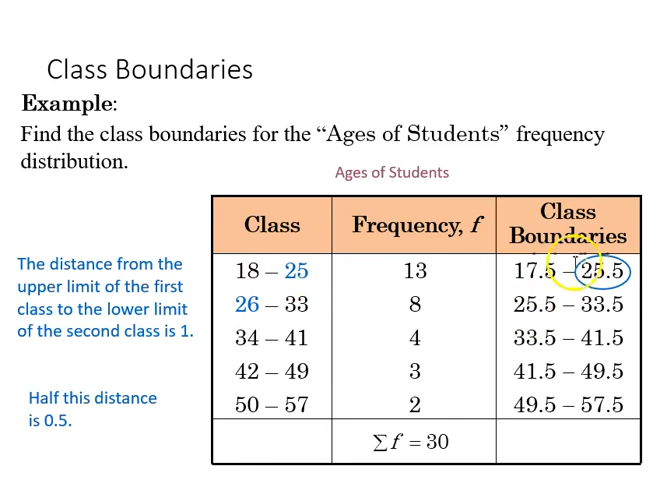 Class Boundaries
Example:
Find the class boundaries for the “Ages of Students” frequency
distribution.
Ages of Students
Class Frequency, f Class Boundaries
The distance from the
upper limit of the first
class to the lower limit
of the second class is 1.
Half this distance
is 0.5.
18 – 25 13 17.5 – 25.5
26 – 33 8 25.5 – 33.5
34 – 41 4 33.5 – 41.5
42 – 49 3 41.5 – 49.5
50 – 57 2 49.5 – 57.5
∑f = 30